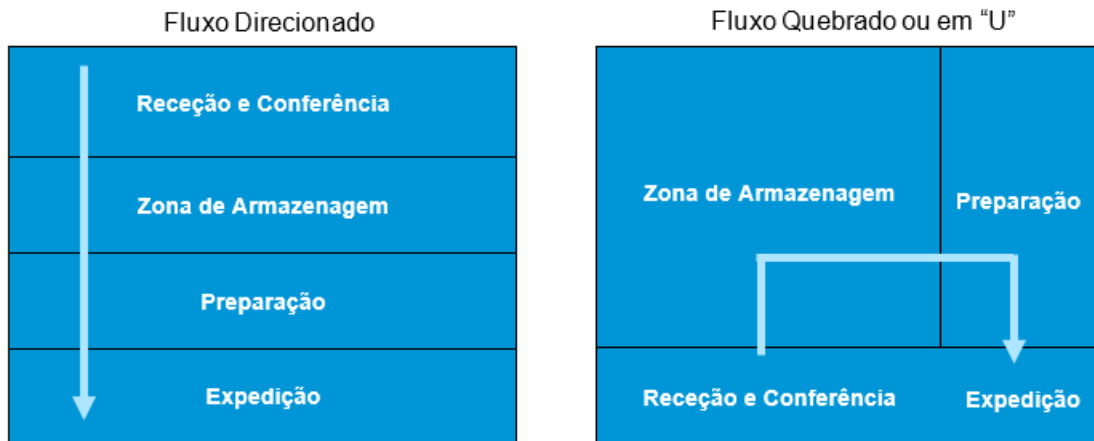 Fluxo Direcionado
Receção e Conferência
Zona de Armazenagem
Preparação
Expedição
Fluxo Quebrado ou em “U”
Zona de Armazenagem
Preparação
Receção e Conferência
Expedição